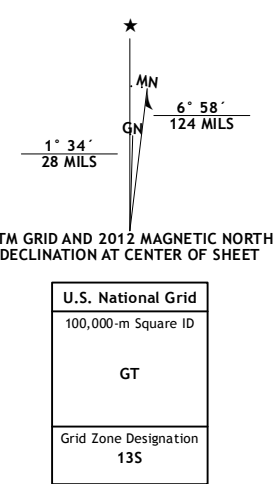 MN
GN
6° 58´
124 MILS
1° 34´
28 MILS
TM GRID AND 2012 MAGNETIC NORTH
DECLINATION AT CENTER OF SHEET
U.S. National Grid
100,000-m Square ID
GT
Grid Zone Designation
13S